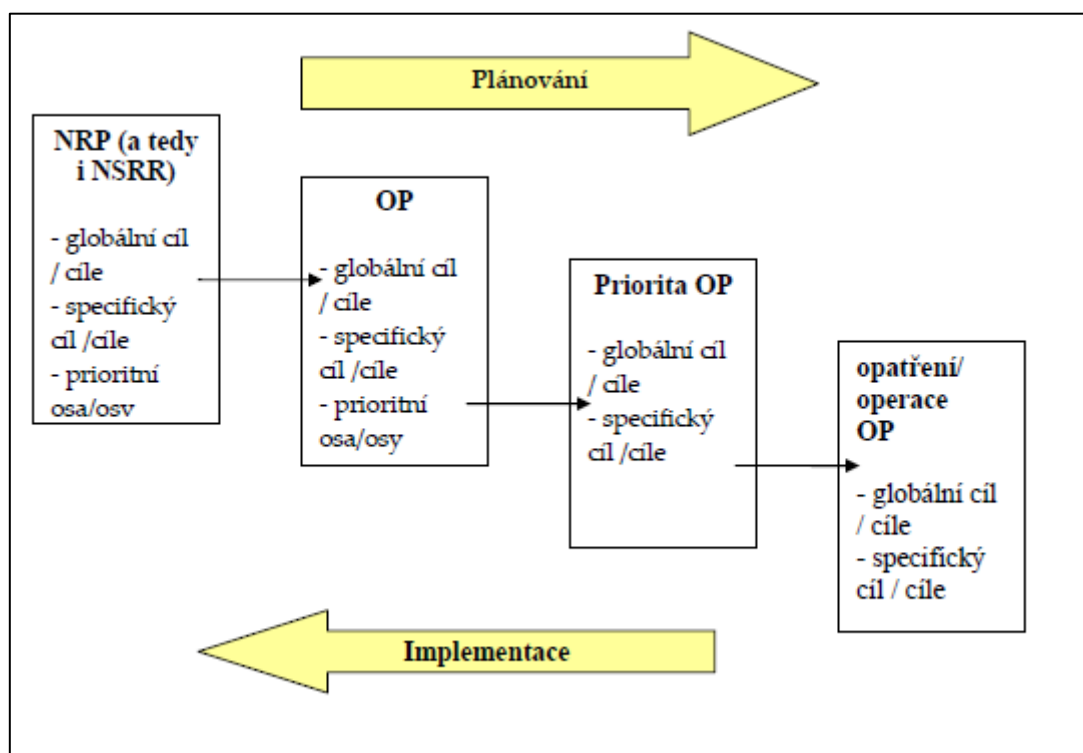 Plánování
NRP (a tedy
i NSRR)
- globální cíl
/ cíle
- specifický
cíl /cíle
- prioritní
osa/osv
OP
- globální cíl
/ cíle
- specifický
cíl /cíle
- prioritní
osa/osy
Priorita OP
- globální cíl
/ cíle
- specifický
cíl /cíle
opatření/
operace
OP
- globální cíl
/ cíle
- specifický
cíl / cíle
Implementace